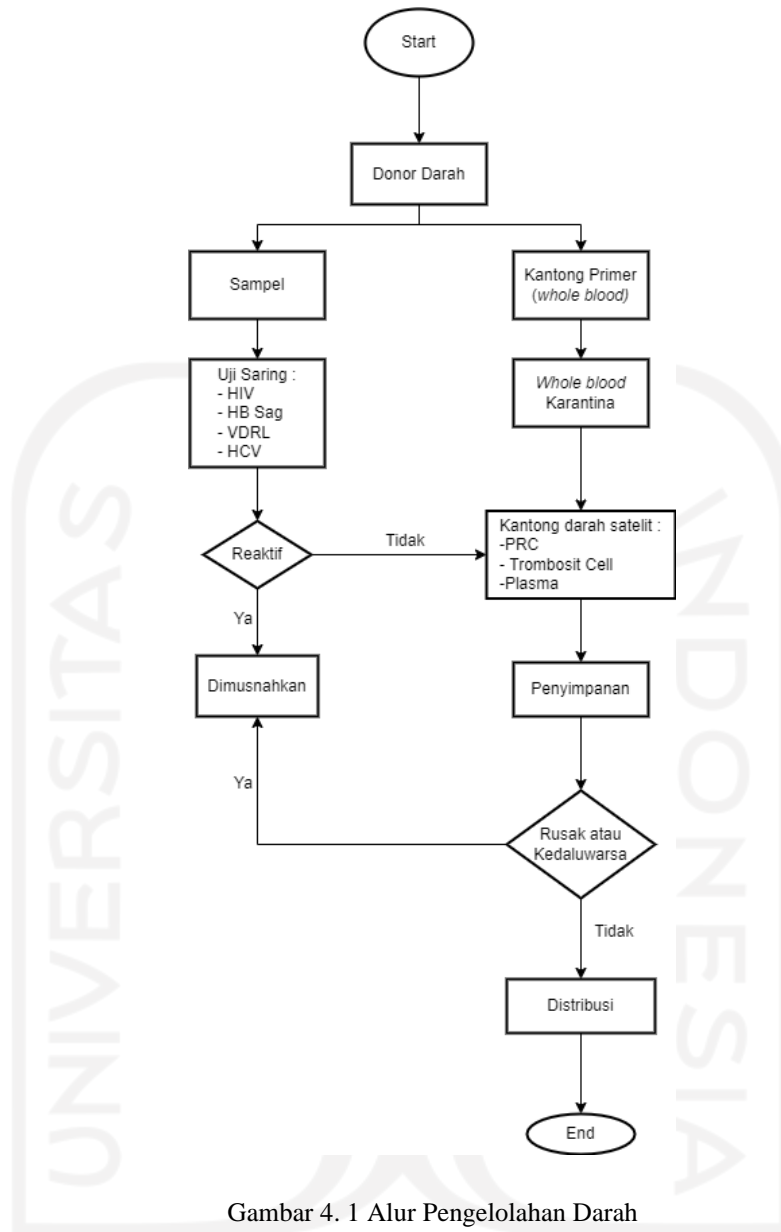 Start
Donor Darah
Sampel
Kantong Primer
(whole blood)
Uji Saring :
- HIV
- HB Sag
- VDRL
- HCV
Whole blood
Karantina
Reaktif
Tidak
Kantong darah satelit :
-PRC
- Trombosit Cell
-Plasma
Ya
Dimusnahkan
Penyimpanan
Ya
Rusak atau
Kedaluwarsa
Tidak
Distribusi
End
UNIVERSITAS
INDONESIA
Gambar 4. 1 Alur Pengelolahan Darah